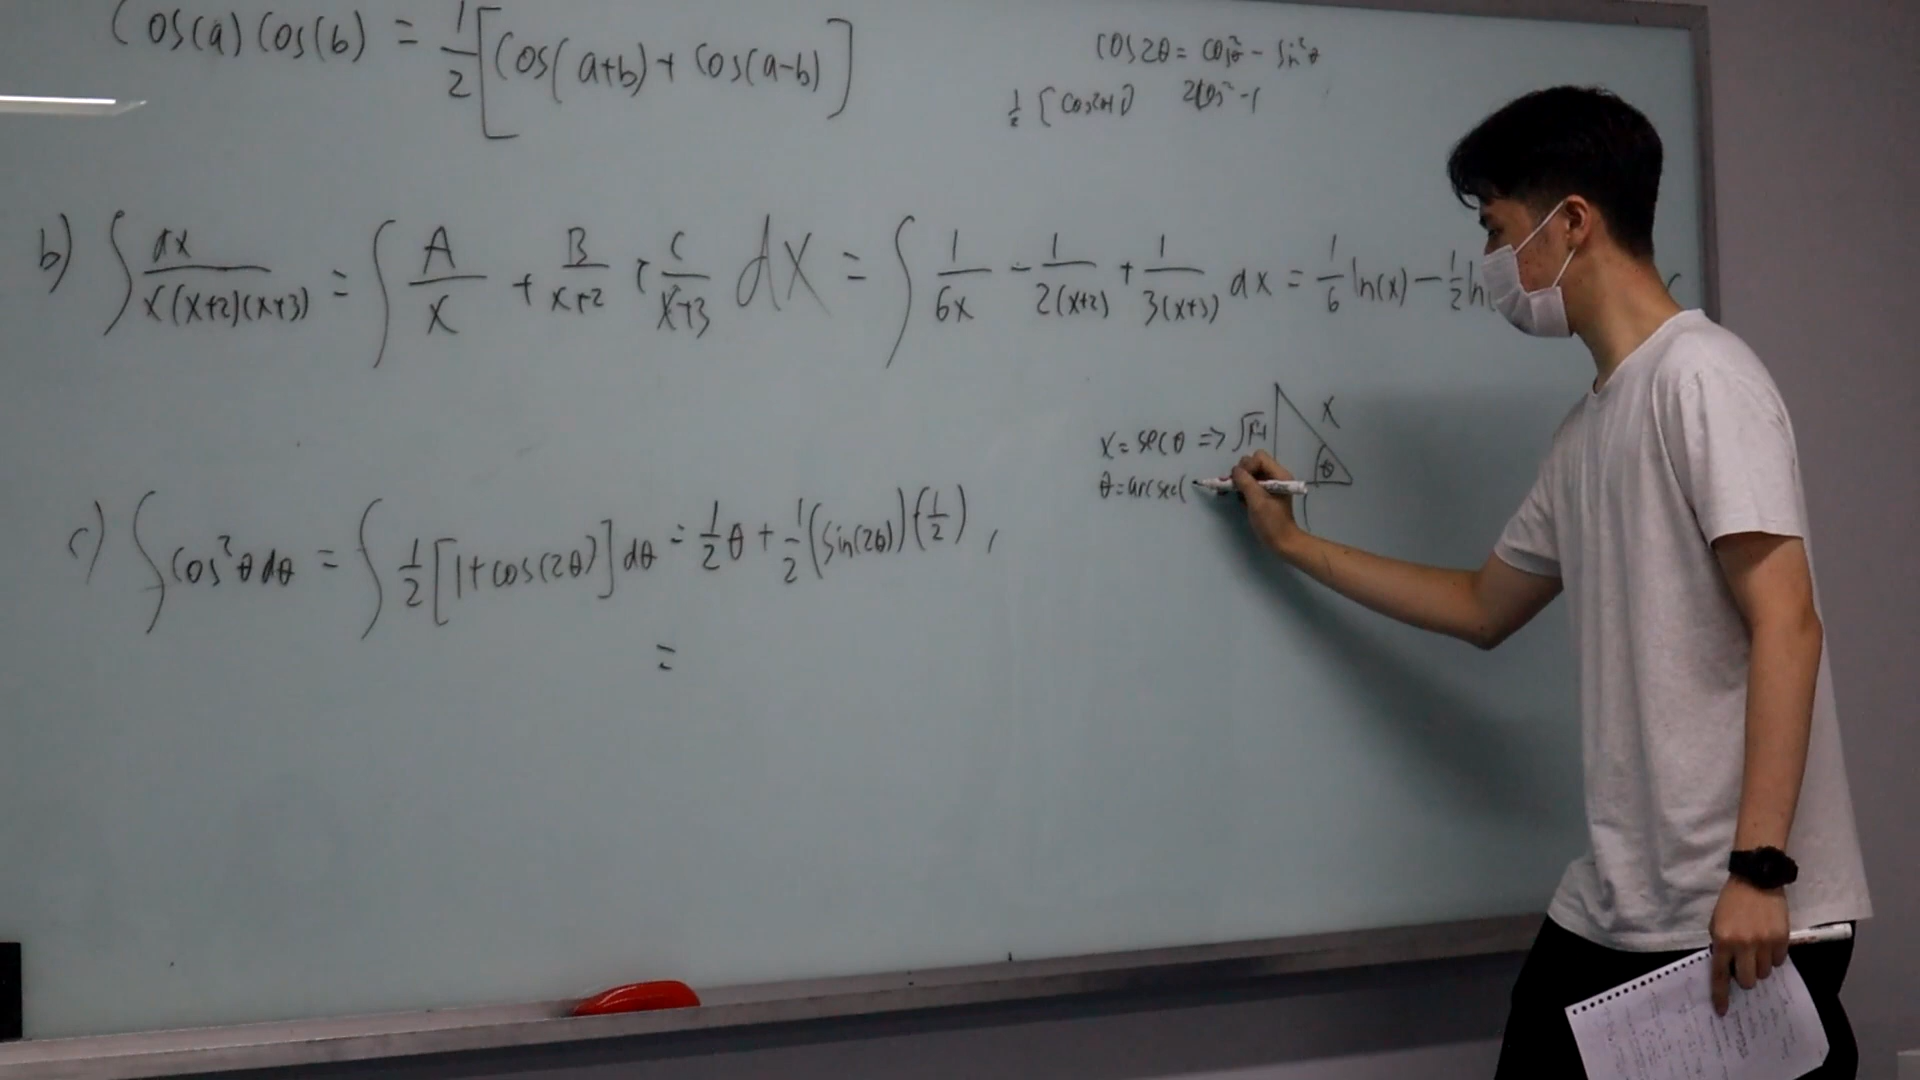 Cos(a) Cos(b) = 1/2 [Cos(a+b) + Cos(a-b)]
cos2θ = cos²θ - sin²θ
1/2 [cos2θ+1] 2cos² -1
b) ∫ dx / x(x+2)(x+3) = ∫ A/x + B/x+2 + C/x+3 dx = ∫ 1/6x - 1/2(x+2) + 1/3(x+3) dx = 1/6 ln(x) - 1/2 ln
x = secθ => √x²-1 x
θ = arcsec( θ
c) ∫ cos²θ dθ = ∫ 1/2 [1+cos(2θ)] dθ = 1/2 θ + 1/2 (sin(2θ)) (1/2),
=